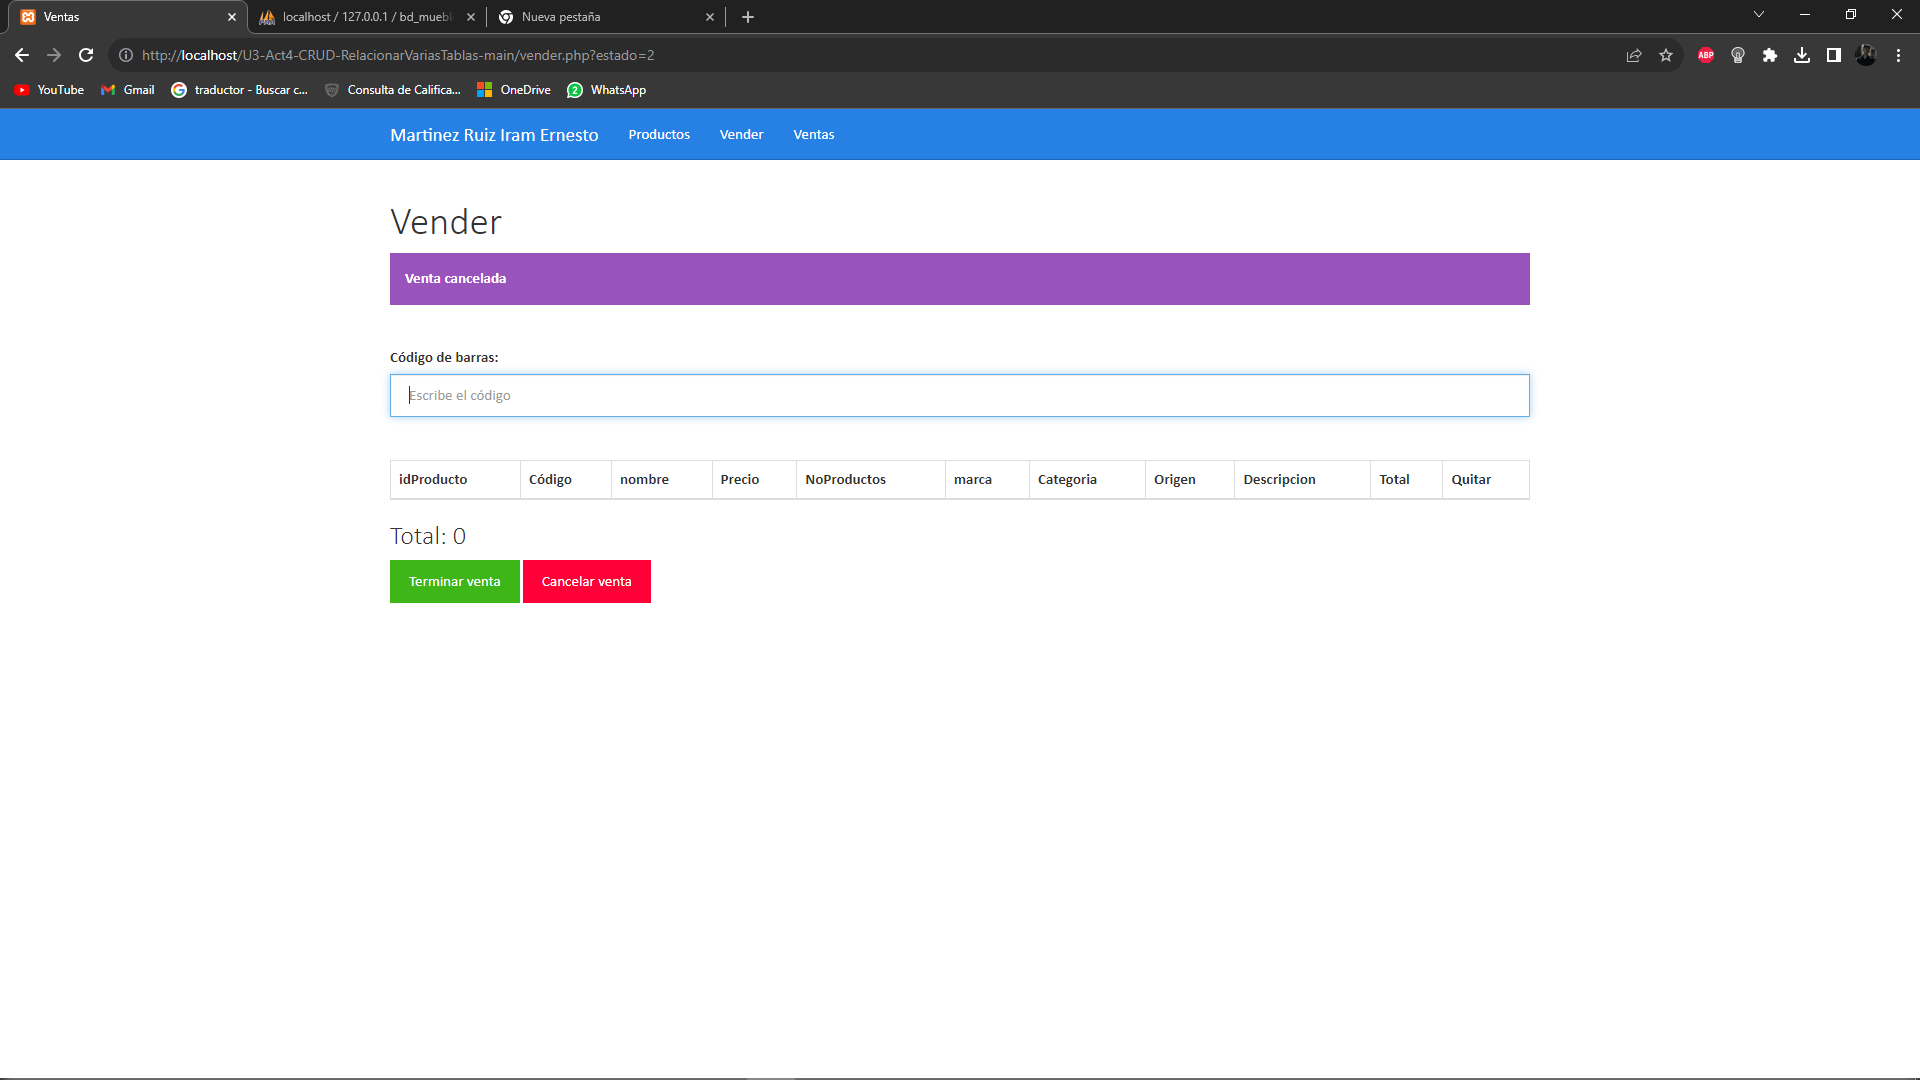 Ventas
localhost / 127.0.0.1 / bd_muebl
Nueva pestaña
http://localhost/U3-Act4-CRUD-RelacionarVariasTablas-main/vender.php?estado=2
ABP
YouTube
Gmail
traductor - Buscar c...
Consulta de Califica...
OneDrive
2
WhatsApp
Martinez Ruiz Iram Ernesto
Productos
Vender
Ventas
Vender
Venta cancelada
Código de barras:
Escribe el código
idProducto Código nombre Precio NoProductos marca Categoria Origen Descripcion Total Quitar
Total: 0
Terminar venta
Cancelar venta